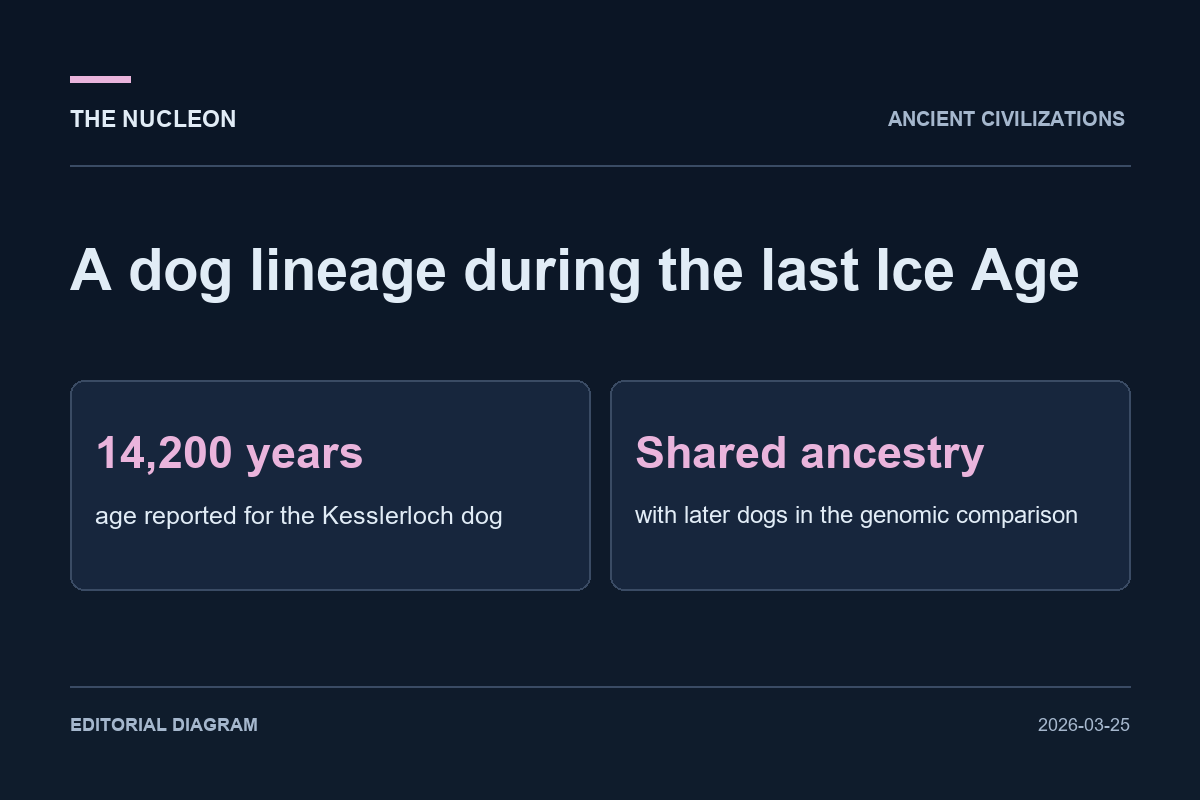 THE NUCLEON
ANCIENT CIVILIZATIONS
A dog lineage during the last Ice Age
14,200 years
age reported for the Kesslerloch dog
Shared ancestry
with later dogs in the genomic comparison
EDITORIAL DIAGRAM
2026-03-25